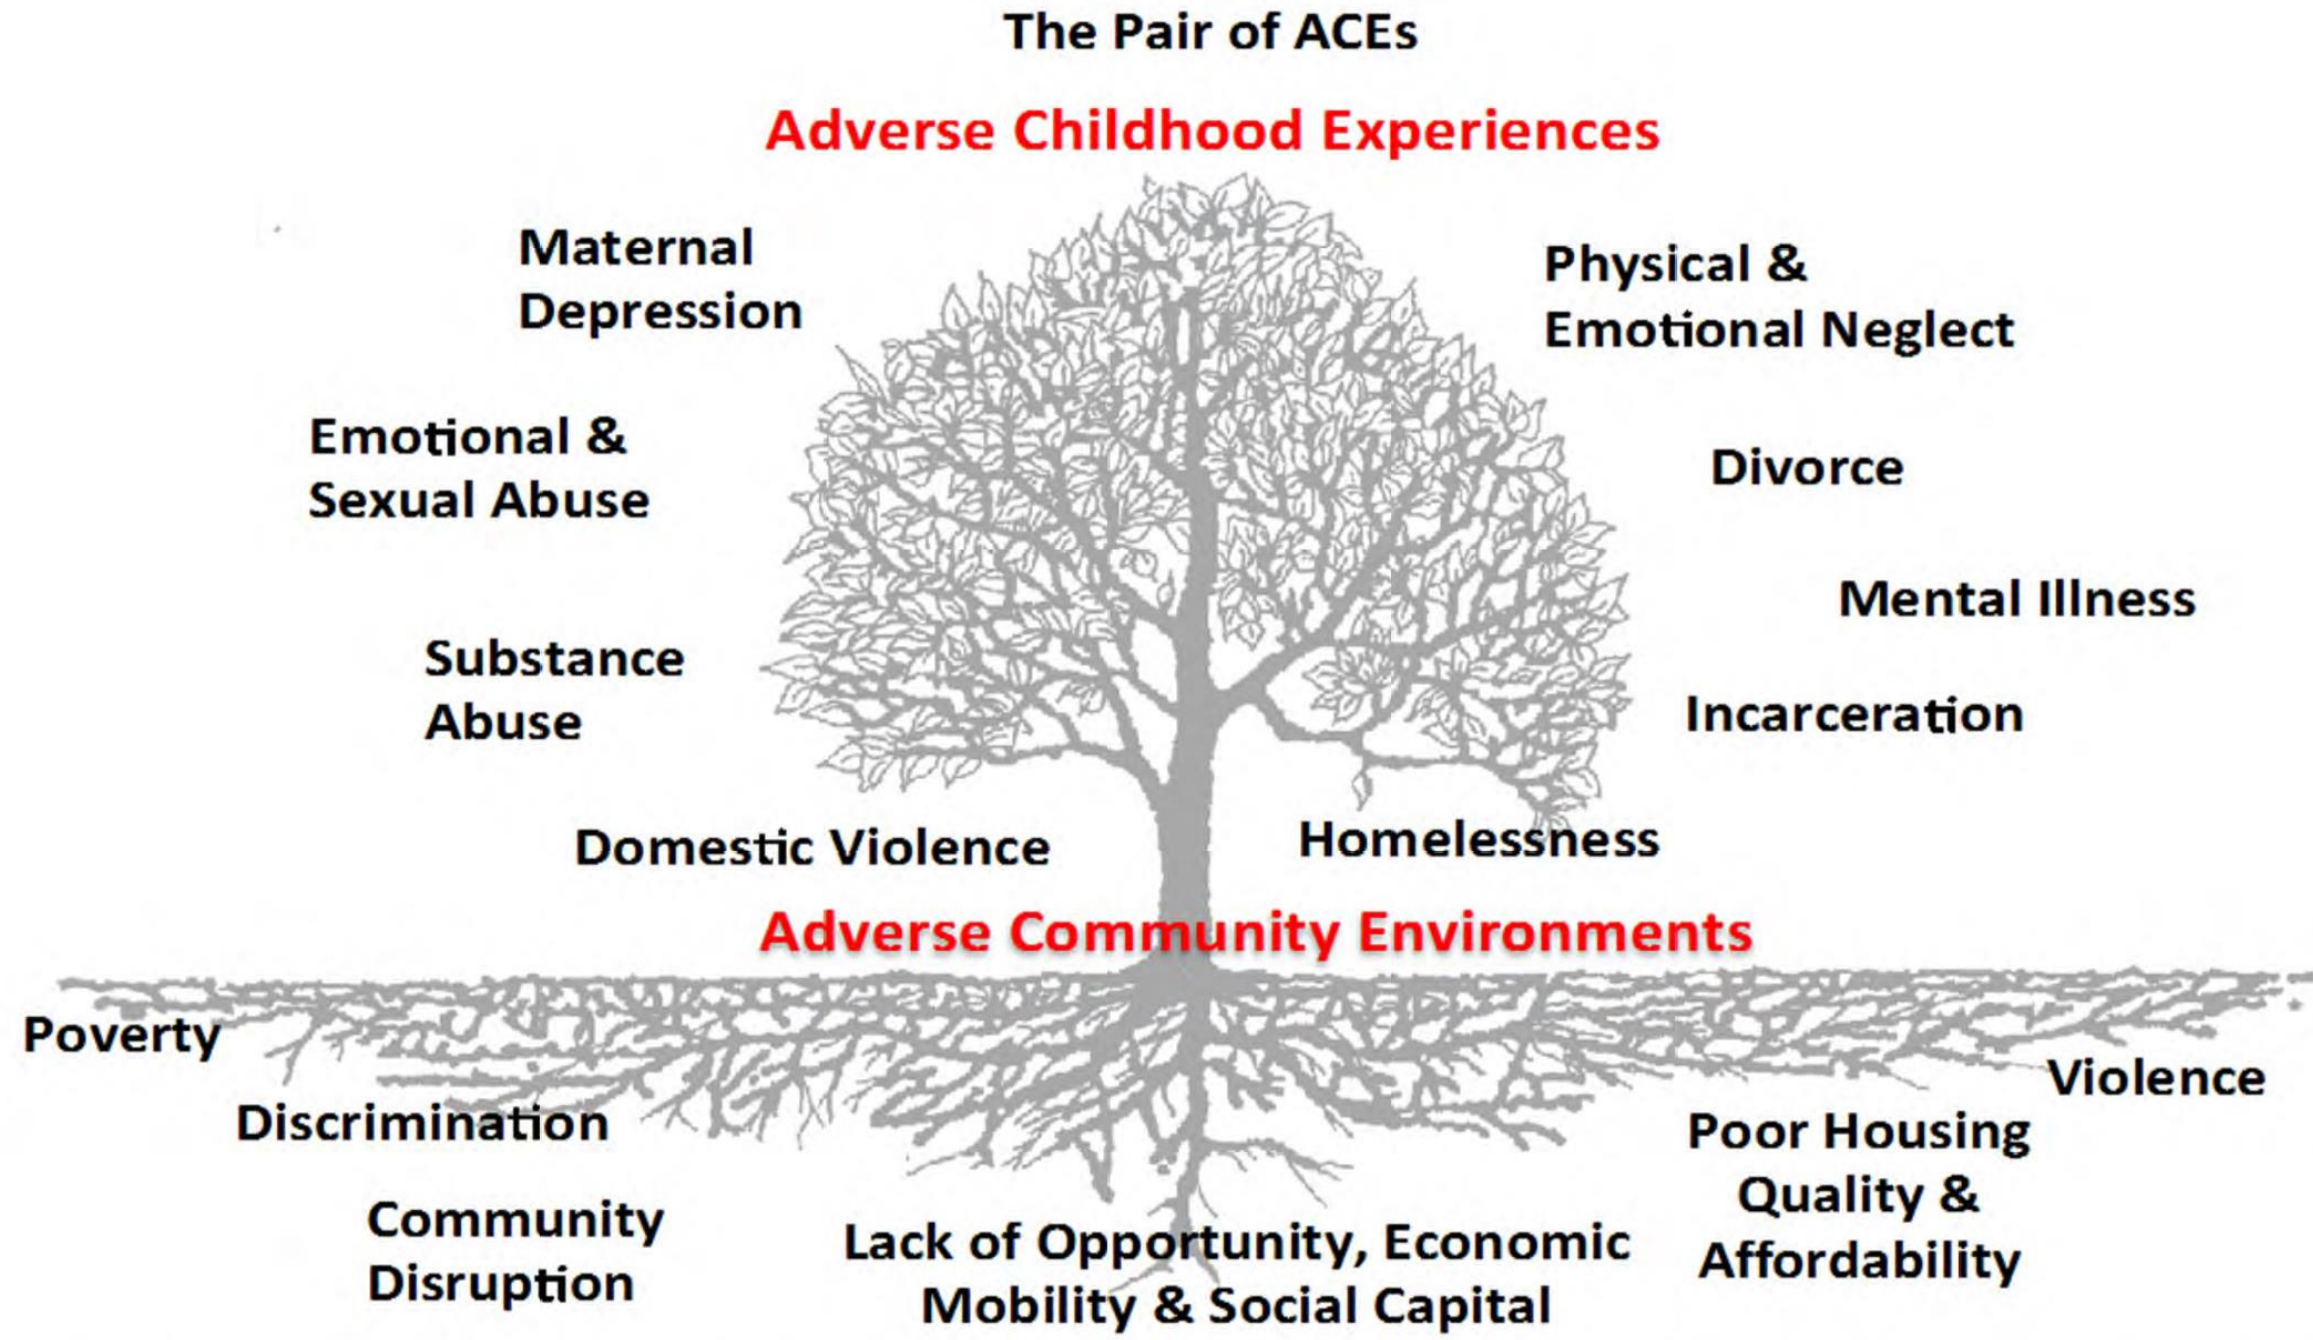 The Pair of ACEs
Adverse Childhood Experiences
Maternal
Depression
Physical &
Emotional Neglect
Emotional &
Sexual Abuse
Divorce
Mental Illness
Substance
Abuse
Incarceration
Domestic Violence
Homelessness
Adverse Community Environments
Poverty
Violence
Discrimination
Poor Housing
Quality &
Affordability
Community
Disruption
Lack of Opportunity, Economic
Mobility & Social Capital